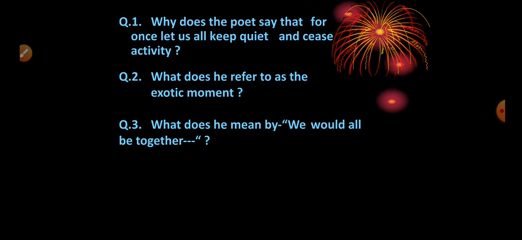 Q.1. Why does the poet say that for
once let us all keep quiet and cease
activity ?
Q.2. What does he refer to as the
exotic moment ?
Q.3. What does he mean by-“We would all
be together---“ ?